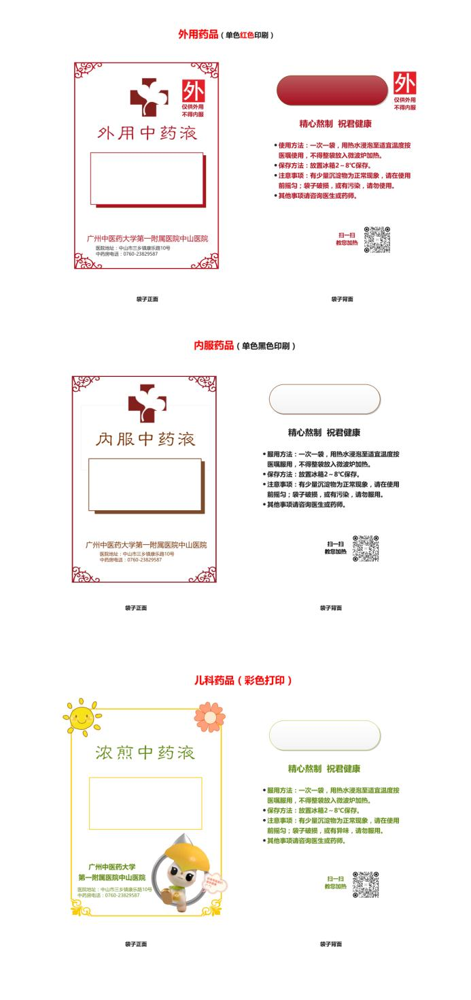 外用药品（单色红色印刷）
外
仅供外用
不得内服
外用中药液
广州中医药大学第一附属医院中山医院
医院地址：中山市三乡镇康乐路10号
中药房电话：0760-23829587
袋子正面
外
仅供外用
不得内服
精心熬制 祝君健康
•使用方法：一次一袋，用热水浸泡至适宜温度按
医嘱使用，不得整袋放入微波炉加热。
•保存方法：放置冰箱2～8℃保存。
•注意事项：有少量沉淀物为正常现象，请在使用
前摇匀；袋子破损，或有污染，请勿使用。
•其他事项请咨询医生或药师。
扫一扫
教您加热
袋子背面
内服药品（单色黑色印刷）
内服中药液
广州中医药大学第一附属医院中山医院
医院地址：中山市三乡镇康乐路10号
中药房电话：0760-23829587
袋子正面
精心熬制 祝君健康
•服用方法：一次一袋，用热水浸泡至适宜温度按
医嘱服用，不得整袋放入微波炉加热。
•保存方法：放置冰箱2～8℃保存。
•注意事项：有少量沉淀物为正常现象，请在使用
前摇匀；袋子破损，或有污染，请勿服用。
•其他事项请咨询医生或药师。
扫一扫
教您加热
袋子背面
儿科药品（彩色打印）
浓煎中药液
广州中医药大学
第一附属医院中山医院
医院地址：中山市三乡镇康乐路10号
中药房电话：0760-23829587
袋子正面
精心熬制 祝君健康
•服用方法：一次一袋，用热水浸泡至适宜温度按
医嘱服用，不得整袋放入微波炉加热。
•保存方法：放置冰箱2～8℃保存。
•注意事项：有少量沉淀物为正常现象，请在使用
前摇匀；袋子破损，或有异味，请勿服用。
•其他事项请咨询医生或药师。
扫一扫
教您加热
袋子背面